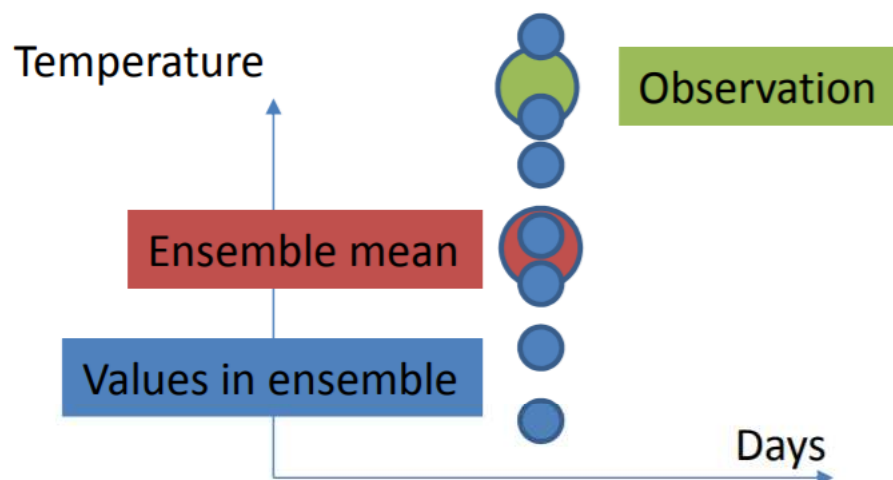 Temperature
Observation
Ensemble mean
Values in ensemble
Days